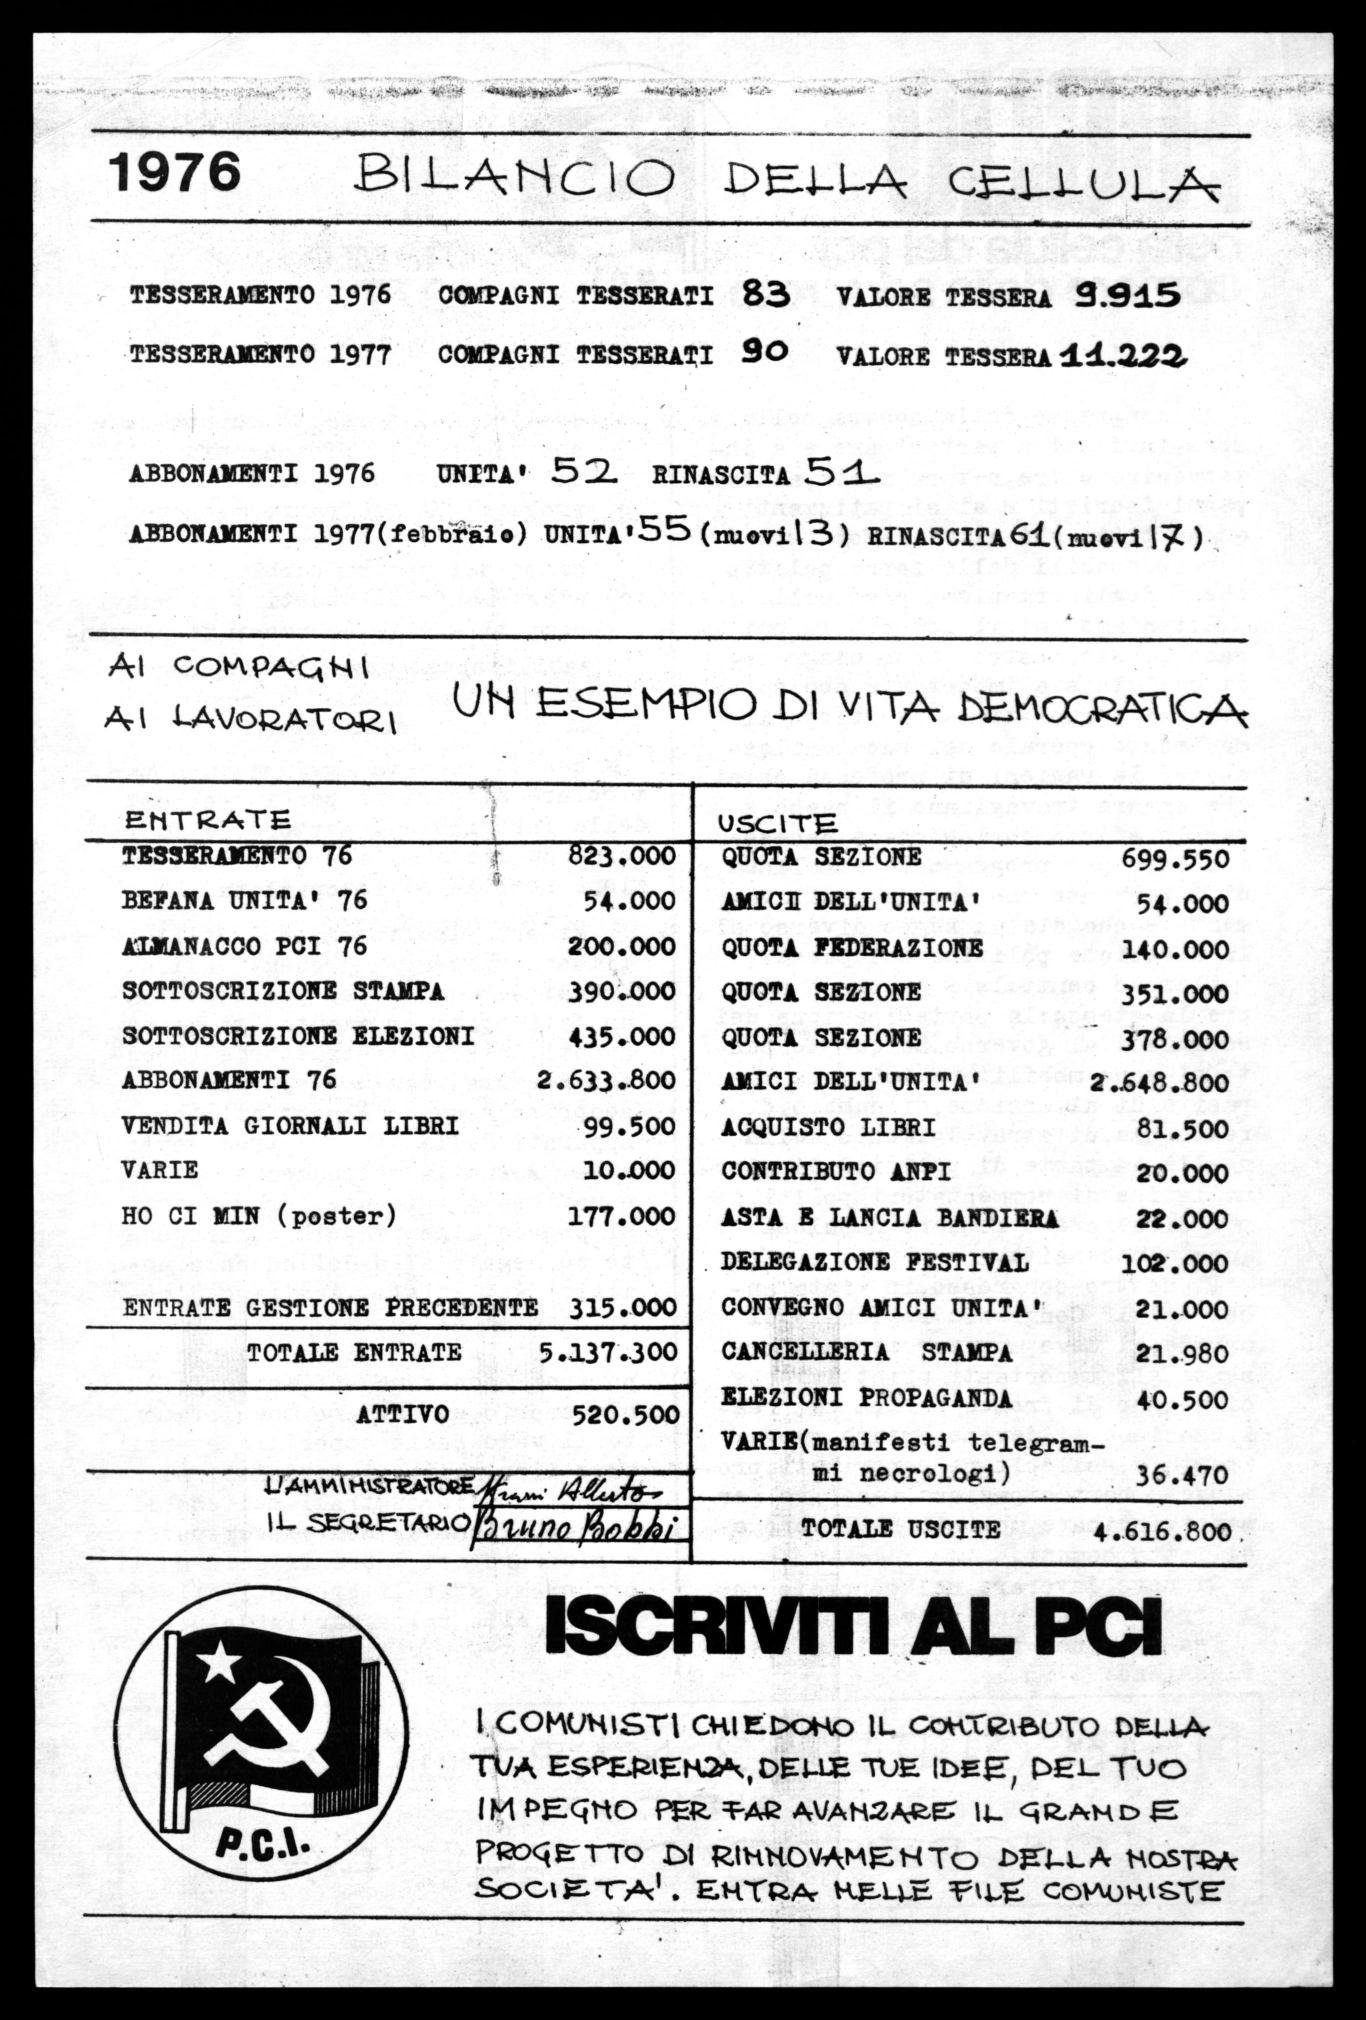 1976 BILANCIO DELLA CELLULA
TESSERAMENTO 1976 COMPAGNI TESSERATI 83 VALORE TESSERA 9.915
TESSERAMENTO 1977 COMPAGNI TESSERATI 90 VALORE TESSERA 11.222
ABBONAMENTI 1976 UNITA' 52 RINASCITA 51
ABBONAMENTI 1977(febbraio) UNITA' 55 (nuovi 13) RINASCITA 61 (nuovi 17)
AI COMPAGNI
AI LAVORATORI
UN ESEMPIO DI VITA DEMOCRATICA
ENTRATE
TESSERAMENTO 76 823.000
BEFANA UNITA' 76 54.000
ALMANACCO PCI 76 200.000
SOTTOSCRIZIONE STAMPA 390.000
SOTTOSCRIZIONE ELEZIONI 435.000
ABBONAMENTI 76 2.633.800
VENDITA GIORNALI LIBRI 99.500
VARIE 10.000
HO CI MIN (poster) 177.000
ENTRATE GESTIONE PRECEDENTE 315.000
TOTALE ENTRATE 5.137.300
ATTIVO 520.500
L'AMMINISTRATORE Alberto
IL SEGRETARIO Bruno Bobbi
USCITE
QUOTA SEZIONE 699.550
AMICI DELL'UNITA' 54.000
QUOTA FEDERAZIONE 140.000
QUOTA SEZIONE 351.000
QUOTA SEZIONE 378.000
AMICI DELL'UNITA' 2.648.800
ACQUISTO LIBRI 81.500
CONTRIBUTO ANPI 20.000
ASTA E LANCIA BANDIERA 22.000
DELEGAZIONE FESTIVAL 102.000
CONVEGNO AMICI UNITA' 21.000
CANCELLERIA STAMPA 21.980
ELEZIONI PROPAGANDA 40.500
VARIE(manifesti telegram-
mi necrologi) 36.470
TOTALE USCITE 4.616.800
P.C.I.
ISCRIVITI AL PCI
I COMUNISTI CHIEDONO IL CONTRIBUTO DELLA
TUA ESPERIENZA, DELLE TUE IDEE, DEL TUO
IMPEGNO PER FAR AVANZARE IL GRANDE
PROGETTO DI RINNOVAMENTO DELLA NOSTRA
SOCIETA'. ENTRA NELLE FILE COMUNISTE